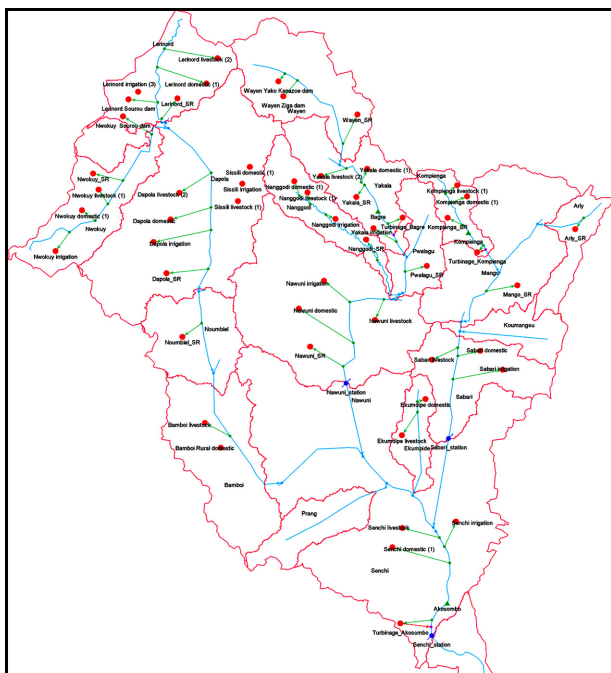 Lerinord
Lerinord livestock (2)
Lerinord irrigation (3)
Lerinord domestic (1)
Lerinord Sourou dam
Lerinord_SR
Nwokuy Sourou dam
Wayen Yako Kanazoe dam
Wayen Ziga dam
Wayen
Wayen_SR
Nwokuy_SR
Nwokuy livestock (1)
Nwokuy domestic (1)
Nwokuy
Nwokuy irrigation
Dapola
Dapola livestock (2)
Dapola domestic
Dapola irrigation
Dapola_SR
Sissili domestic (1)
Sissili irrigation
Sissili livestock (1)
Nanggodi domestic (1)
Nanggodi livestock (1)
Nanggodi
Nanggodi irrigation
Nanggodi_SR
Yakala domestic (1)
Yakala livestock (2)
Yakala
Yakala_SR
Yakala irrigation
Bagre
Turbinage_Bagre
Pwalagu
Pwalagu_SR
Kompienga
Kompienga livestock (1)
Kompienga domestic (1)
Kompienga_SR
Kompienga
Turbinage_Kompienga
Arly
Arly_SR
Mango
Mango_SR
Koumangou
Nawuni irrigation
Nawuni domestic
Nawuni livestock
Nawuni_SR
Nawuni_station
Nawuni
Noumbiel
Noumbiel_SR
Sabari domestic
Sabari livestock
Sabari irrigation
Sabari
Sabari_station
Ekumdipe domestic
Ekumdipe livestock
Ekumpide
Bamboi livestock
Bamboi Rural domestic
Bamboi
Prang
Senchi livestock
Senchi irrigation
Senchi domestic (1)
Senchi
Akosombo
Turbinage_Akosombo
Senchi_station